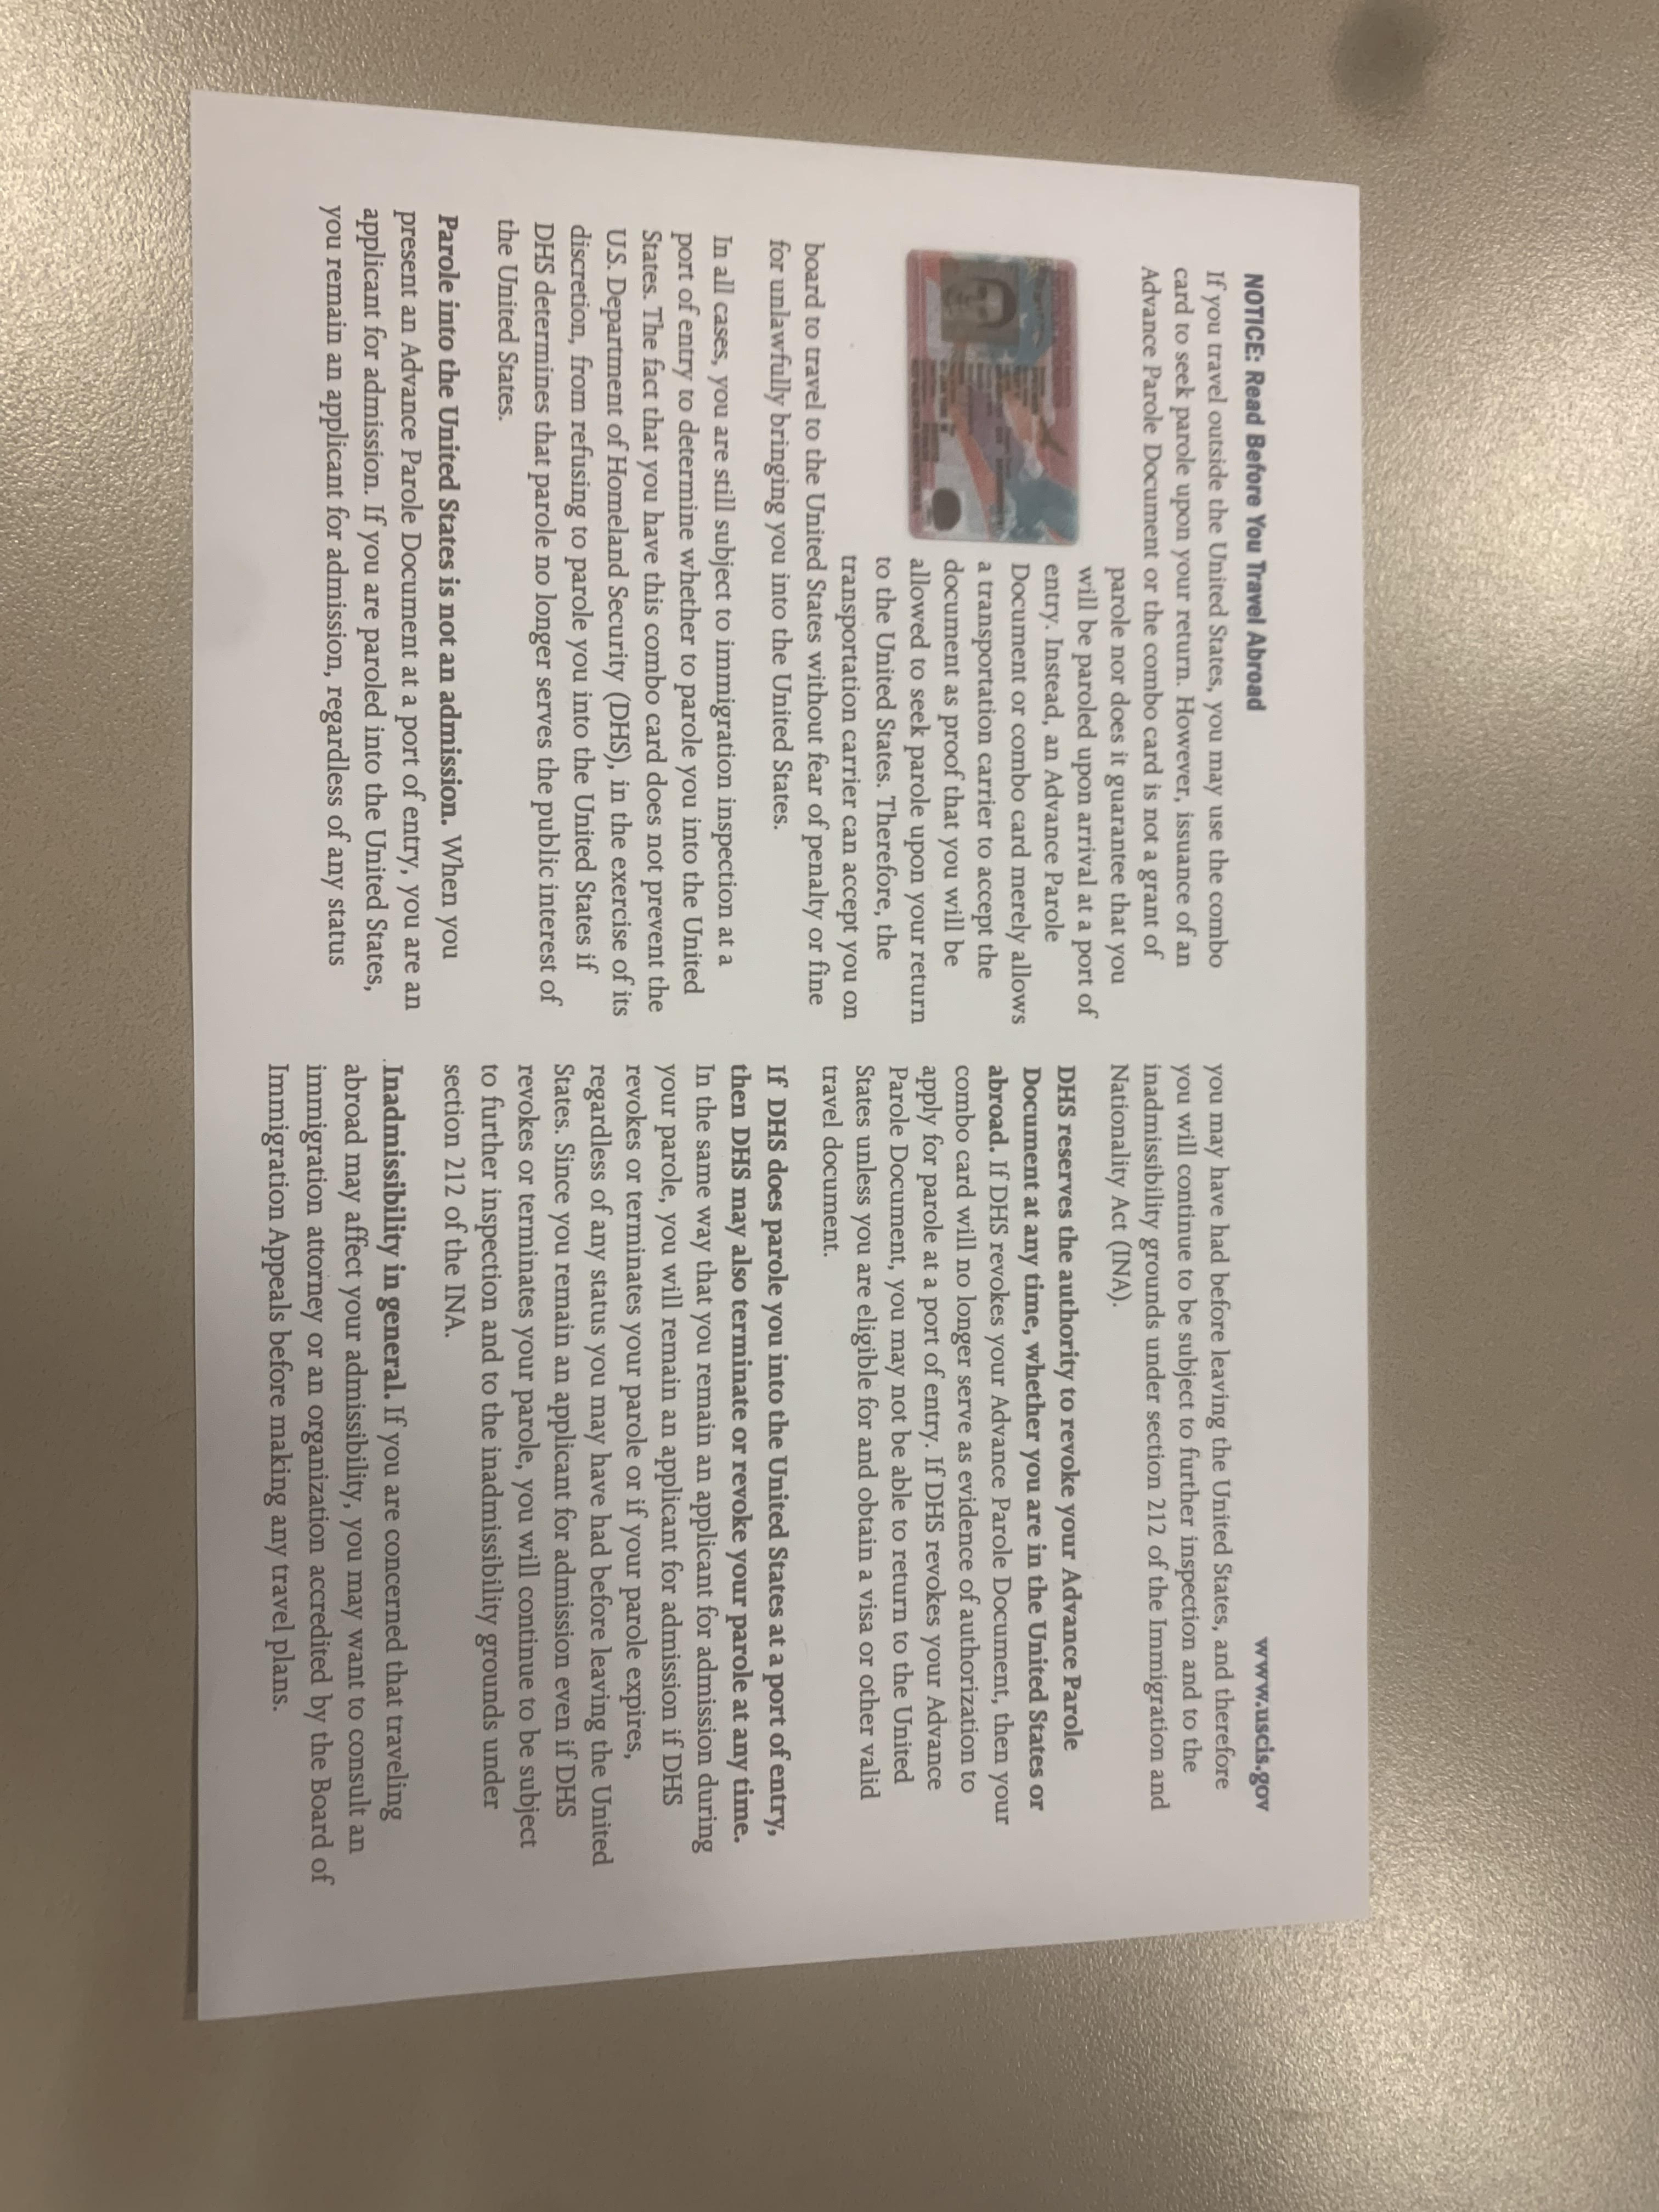 NOTICE: Read Before You Travel Abroad
www.uscis.gov
If you travel outside the United States, you may use the combo
card to seek parole upon your return. However, issuance of an
Advance Parole Document or the combo card is not a grant of
parole nor does it guarantee that you
will be paroled upon arrival at a port of
entry. Instead, an Advance Parole
Document or combo card merely allows
a transportation carrier to accept the
document as proof that you will be
allowed to seek parole upon your return
to the United States. Therefore, the
transportation carrier can accept you on
board to travel to the United States without fear of penalty or fine
for unlawfully bringing you into the United States.
In all cases, you are still subject to immigration inspection at a
port of entry to determine whether to parole you into the United
States. The fact that you have this combo card does not prevent the
U.S. Department of Homeland Security (DHS), in the exercise of its
discretion, from refusing to parole you into the United States if
DHS determines that parole no longer serves the public interest of
the United States.
Parole into the United States is not an admission. When you
present an Advance Parole Document at a port of entry, you are an
applicant for admission. If you are paroled into the United States,
you remain an applicant for admission, regardless of any status
you may have had before leaving the United States, and therefore
you will continue to be subject to further inspection and to the
inadmissibility grounds under section 212 of the Immigration and
Nationality Act (INA).
DHS reserves the authority to revoke your Advance Parole
Document at any time, whether you are in the United States or
abroad. If DHS revokes your Advance Parole Document, then your
combo card will no longer serve as evidence of authorization to
apply for parole at a port of entry. If DHS revokes your Advance
Parole Document, you may not be able to return to the United
States unless you are eligible for and obtain a visa or other valid
travel document.
If DHS does parole you into the United States at a port of entry,
then DHS may also terminate or revoke your parole at any time.
In the same way that you remain an applicant for admission during
your parole, you will remain an applicant for admission if DHS
revokes or terminates your parole or if your parole expires,
regardless of any status you may have had before leaving the United
States. Since you remain an applicant for admission even if DHS
revokes or terminates your parole, you will continue to be subject
to further inspection and to the inadmissibility grounds under
section 212 of the INA.
Inadmissibility in general. If you are concerned that traveling
abroad may affect your admissibility, you may want to consult an
immigration attorney or an organization accredited by the Board of
Immigration Appeals before making any travel plans.